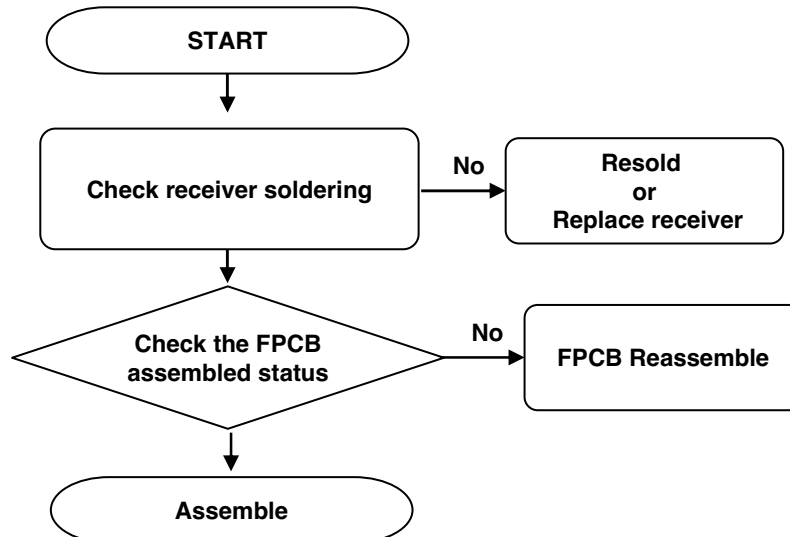 START
Check receiver soldering
No
Resold
or
Replace receiver
Check the FPCB
assembled status
No
FPCB Reassemble
Assemble